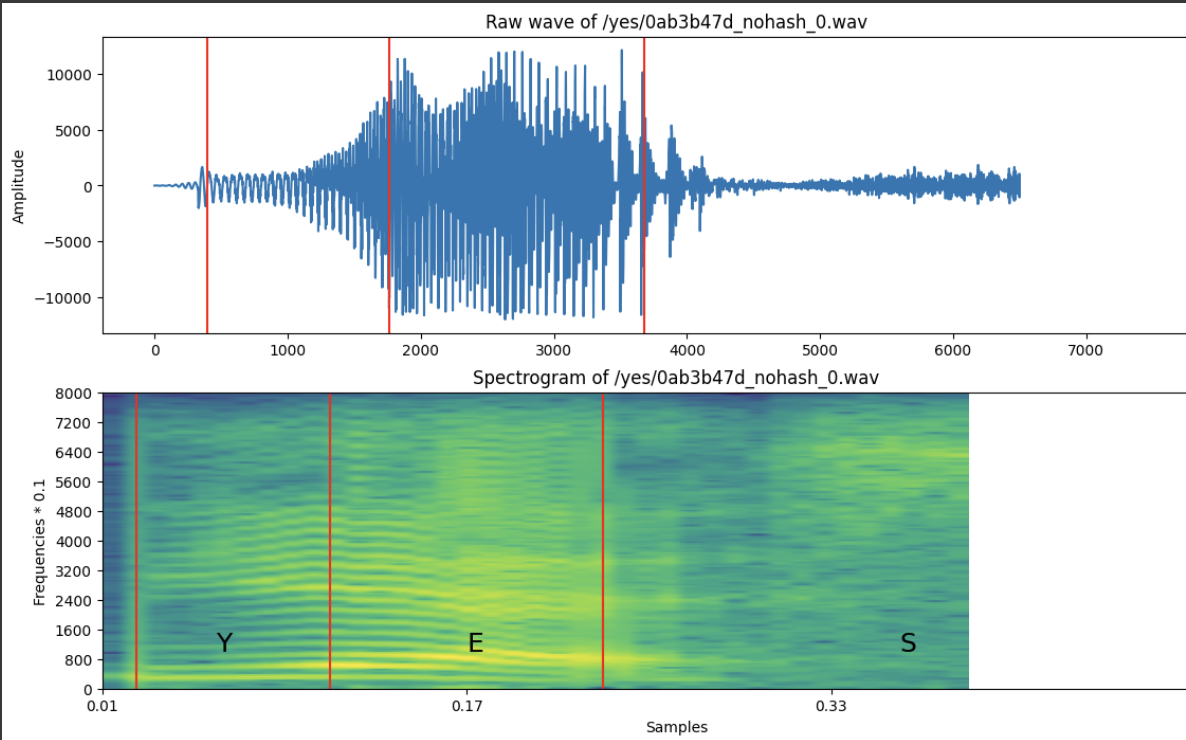 Raw wave of /yes/0ab3b47d_nohash_0.wav
Amplitude
10000
5000
0
−5000
−10000
0 1000 2000 3000 4000 5000 6000 7000
Spectrogram of /yes/0ab3b47d_nohash_0.wav
Frequencies * 0.1
8000
7200
6400
5600
4800
4000
3200
2400
1600
800
0
Y E S
0.01 0.17 0.33
Samples